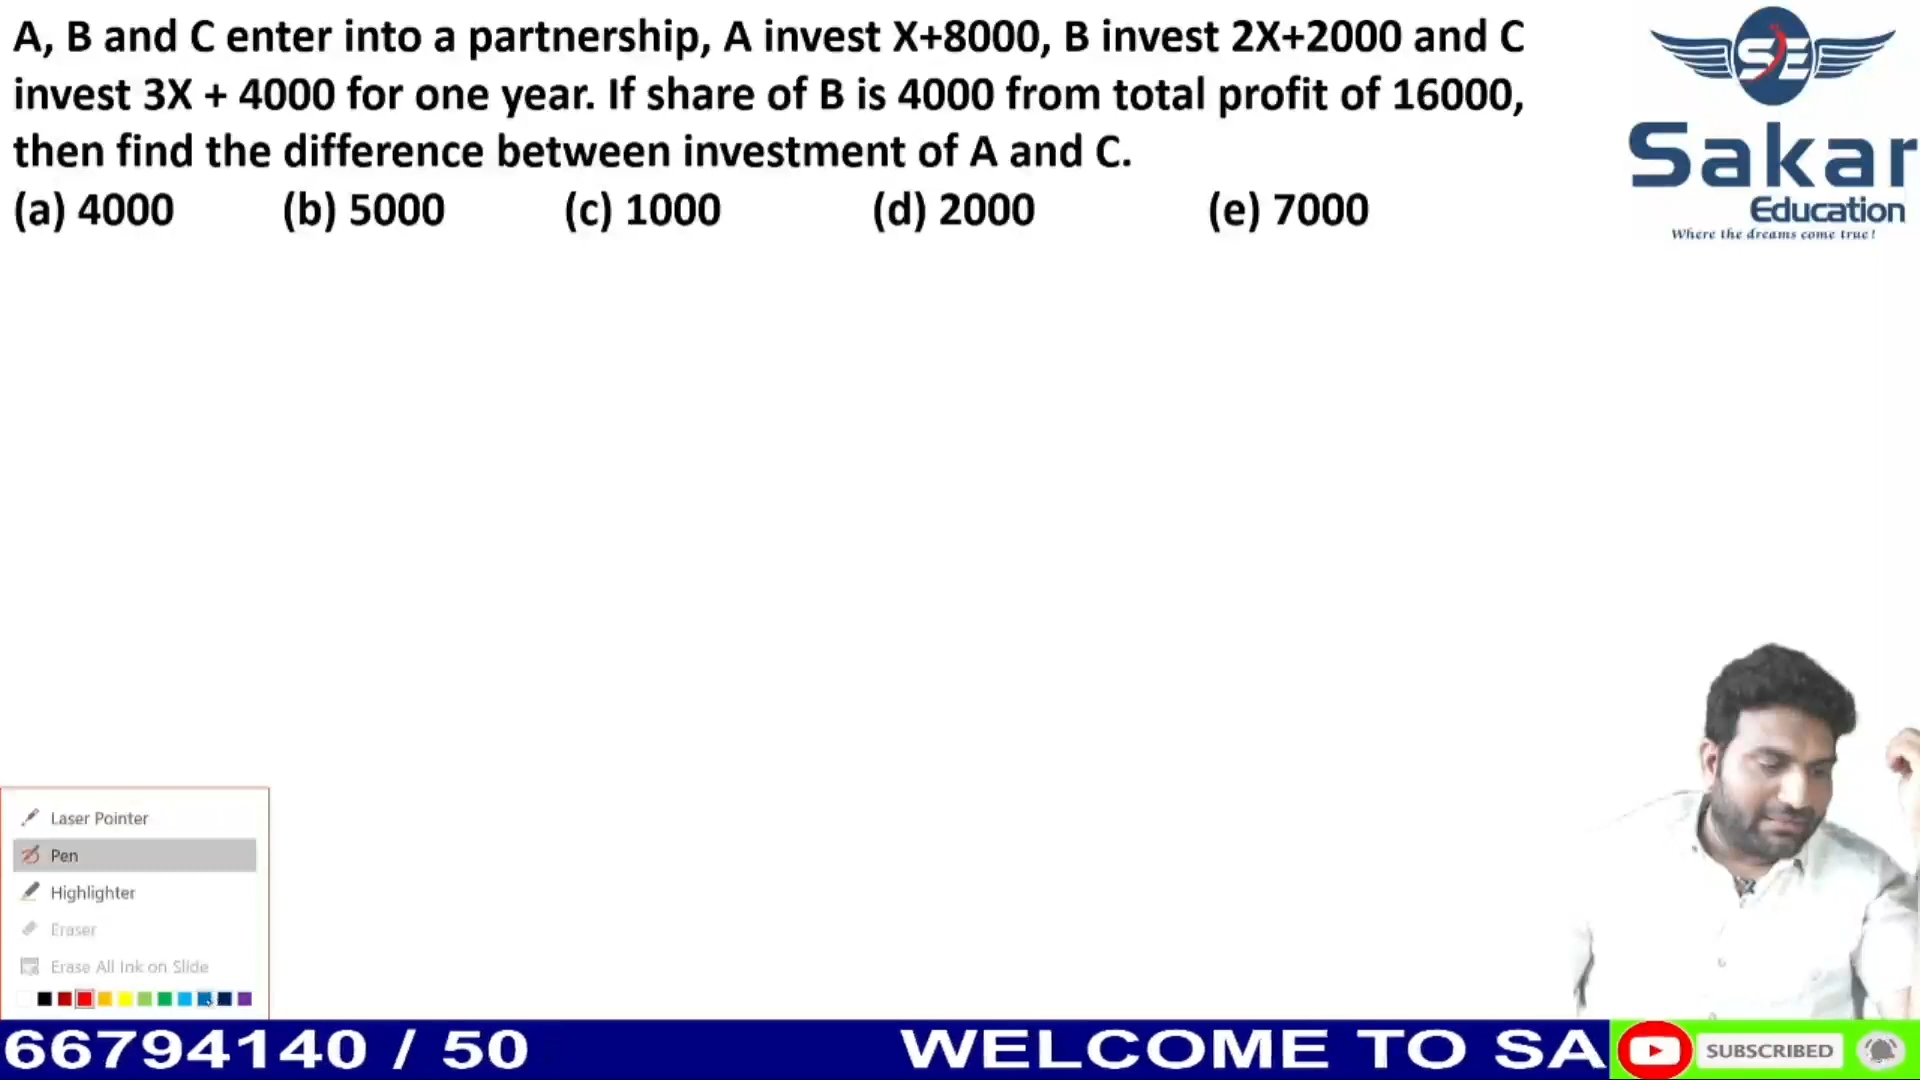 A, B and C enter into a partnership, A invest X+8000, B invest 2X+2000 and C
invest 3X + 4000 for one year. If share of B is 4000 from total profit of 16000,
then find the difference between investment of A and C.
(a) 4000 (b) 5000 (c) 1000 (d) 2000 (e) 7000
SE
Sakar
Education
Where the dreams come true!
Laser Pointer
Pen
Highlighter
Eraser
Erase All Ink on Slide
66794140 / 50 WELCOME TO SA
SUBSCRIBED